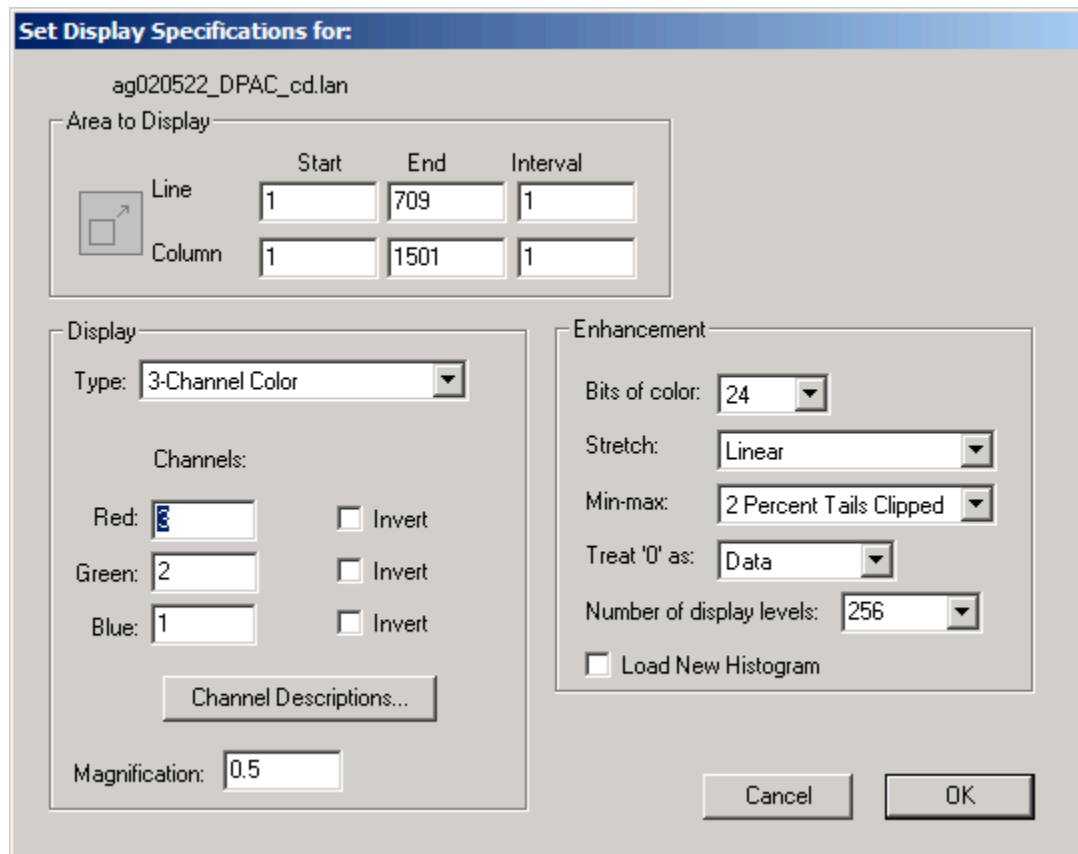 Set Display Specifications for:
ag020522_DPAC_cd.lan
Area to Display
Start End Interval
Line 1 709 1
Column 1 1501 1
Display
Type: 3-Channel Color
Channels:
Red: 3 Invert
Green: 2 Invert
Blue: 1 Invert
Channel Descriptions...
Magnification: 0.5
Enhancement
Bits of color: 24
Stretch: Linear
Min-max: 2 Percent Tails Clipped
Treat '0' as: Data
Number of display levels: 256
Load New Histogram
Cancel OK